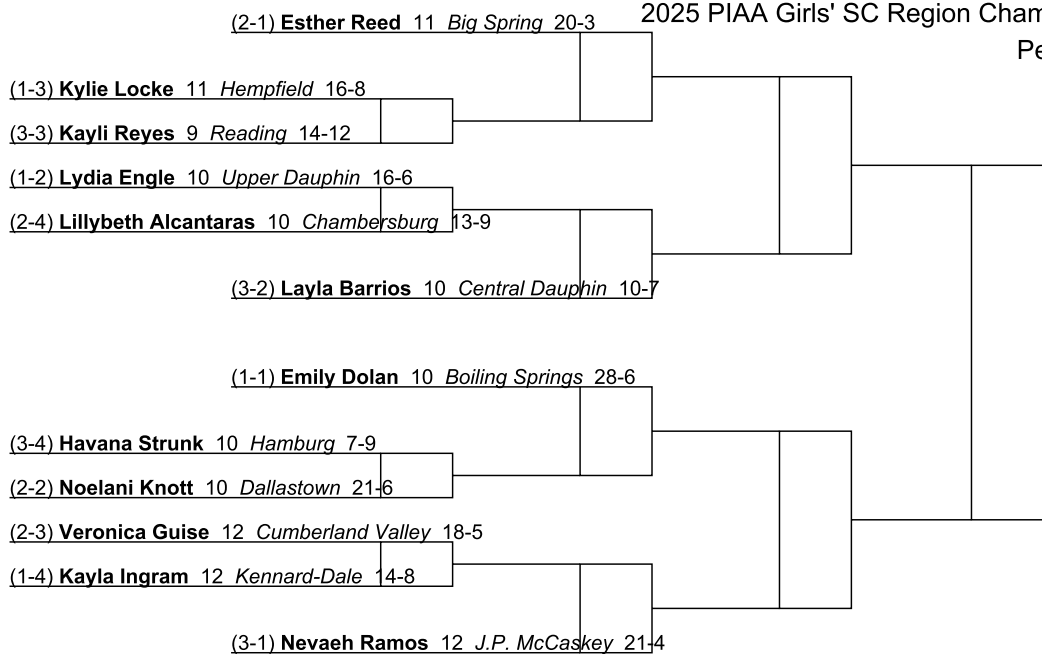 (2-1) Esther Reed 11 Big Spring 20-3
2025 PIAA Girls' SC Region Cham
Pe
(1-3) Kylie Locke 11 Hempfield 16-8
(3-3) Kayli Reyes 9 Reading 14-12
(1-2) Lydia Engle 10 Upper Dauphin 16-6
(2-4) Lillybeth Alcantaras 10 Chambersburg 13-9
(3-2) Layla Barrios 10 Central Dauphin 10-7
(1-1) Emily Dolan 10 Boiling Springs 28-6
(3-4) Havana Strunk 10 Hamburg 7-9
(2-2) Noelani Knott 10 Dallastown 21-6
(2-3) Veronica Guise 12 Cumberland Valley 18-5
(1-4) Kayla Ingram 12 Kennard-Dale 14-8
(3-1) Nevaeh Ramos 12 J.P. McCaskey 21-4